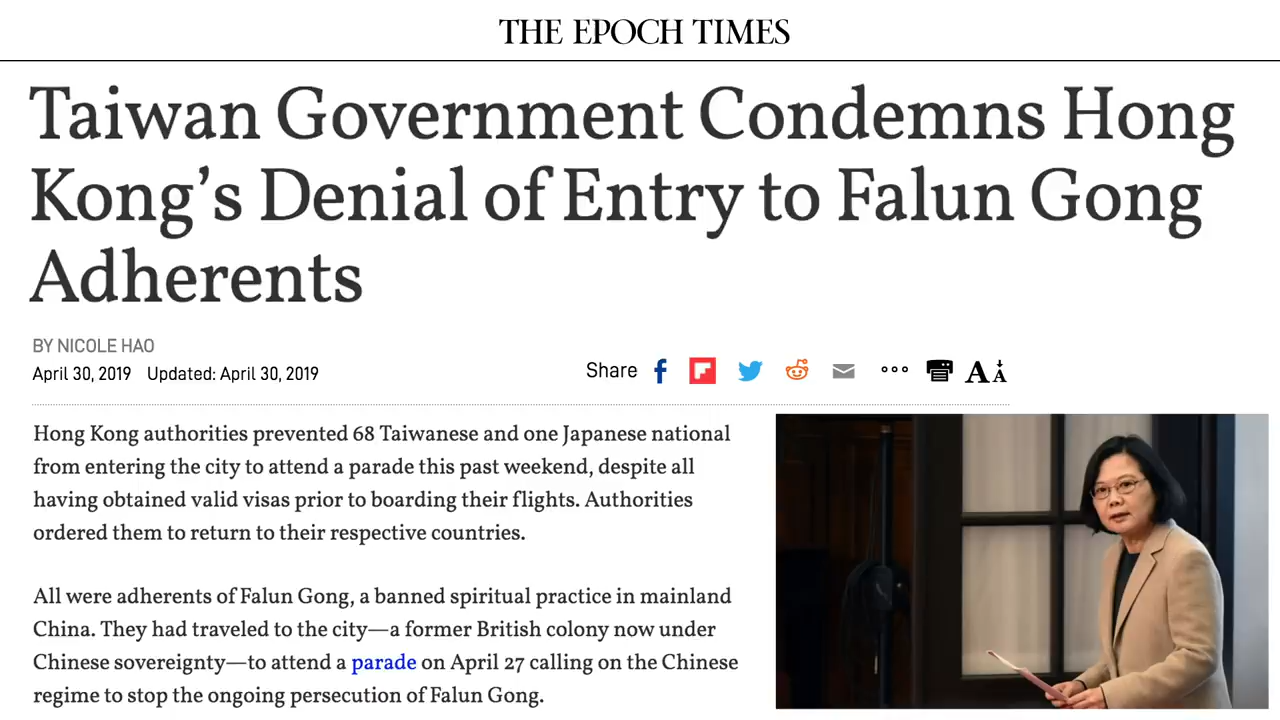 THE EPOCH TIMES
Taiwan Government Condemns Hong
Kong’s Denial of Entry to Falun Gong
Adherents
BY NICOLE HAO
April 30, 2019 Updated: April 30, 2019
Share
Hong Kong authorities prevented 68 Taiwanese and one Japanese national
from entering the city to attend a parade this past weekend, despite all
having obtained valid visas prior to boarding their flights. Authorities
ordered them to return to their respective countries.
All were adherents of Falun Gong, a banned spiritual practice in mainland
China. They had traveled to the city—a former British colony now under
Chinese sovereignty—to attend a parade on April 27 calling on the Chinese
regime to stop the ongoing persecution of Falun Gong.